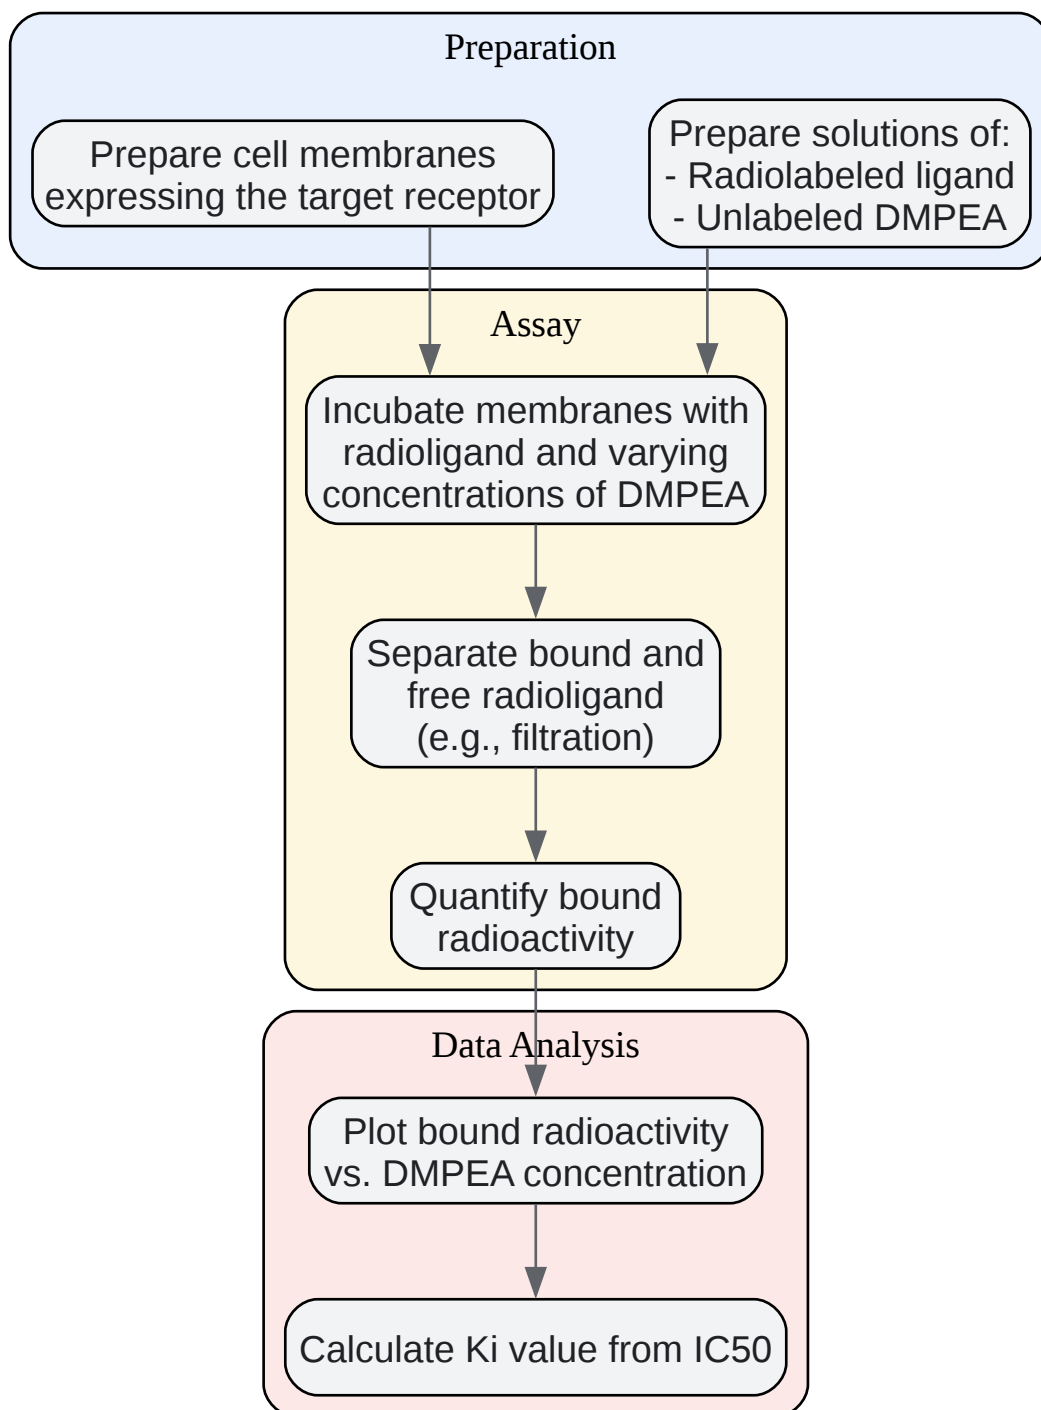 Preparation
Prepare cell membranes
expressing the target receptor
Prepare solutions of:
- Radiolabeled ligand
- Unlabeled DMPEA
Assay
Incubate membranes with
radioligand and varying
concentrations of DMPEA
Separate bound and
free radioligand
(e.g., filtration)
Quantify bound
radioactivity
Data Analysis
Plot bound radioactivity
vs. DMPEA concentration
Calculate Ki value from IC50